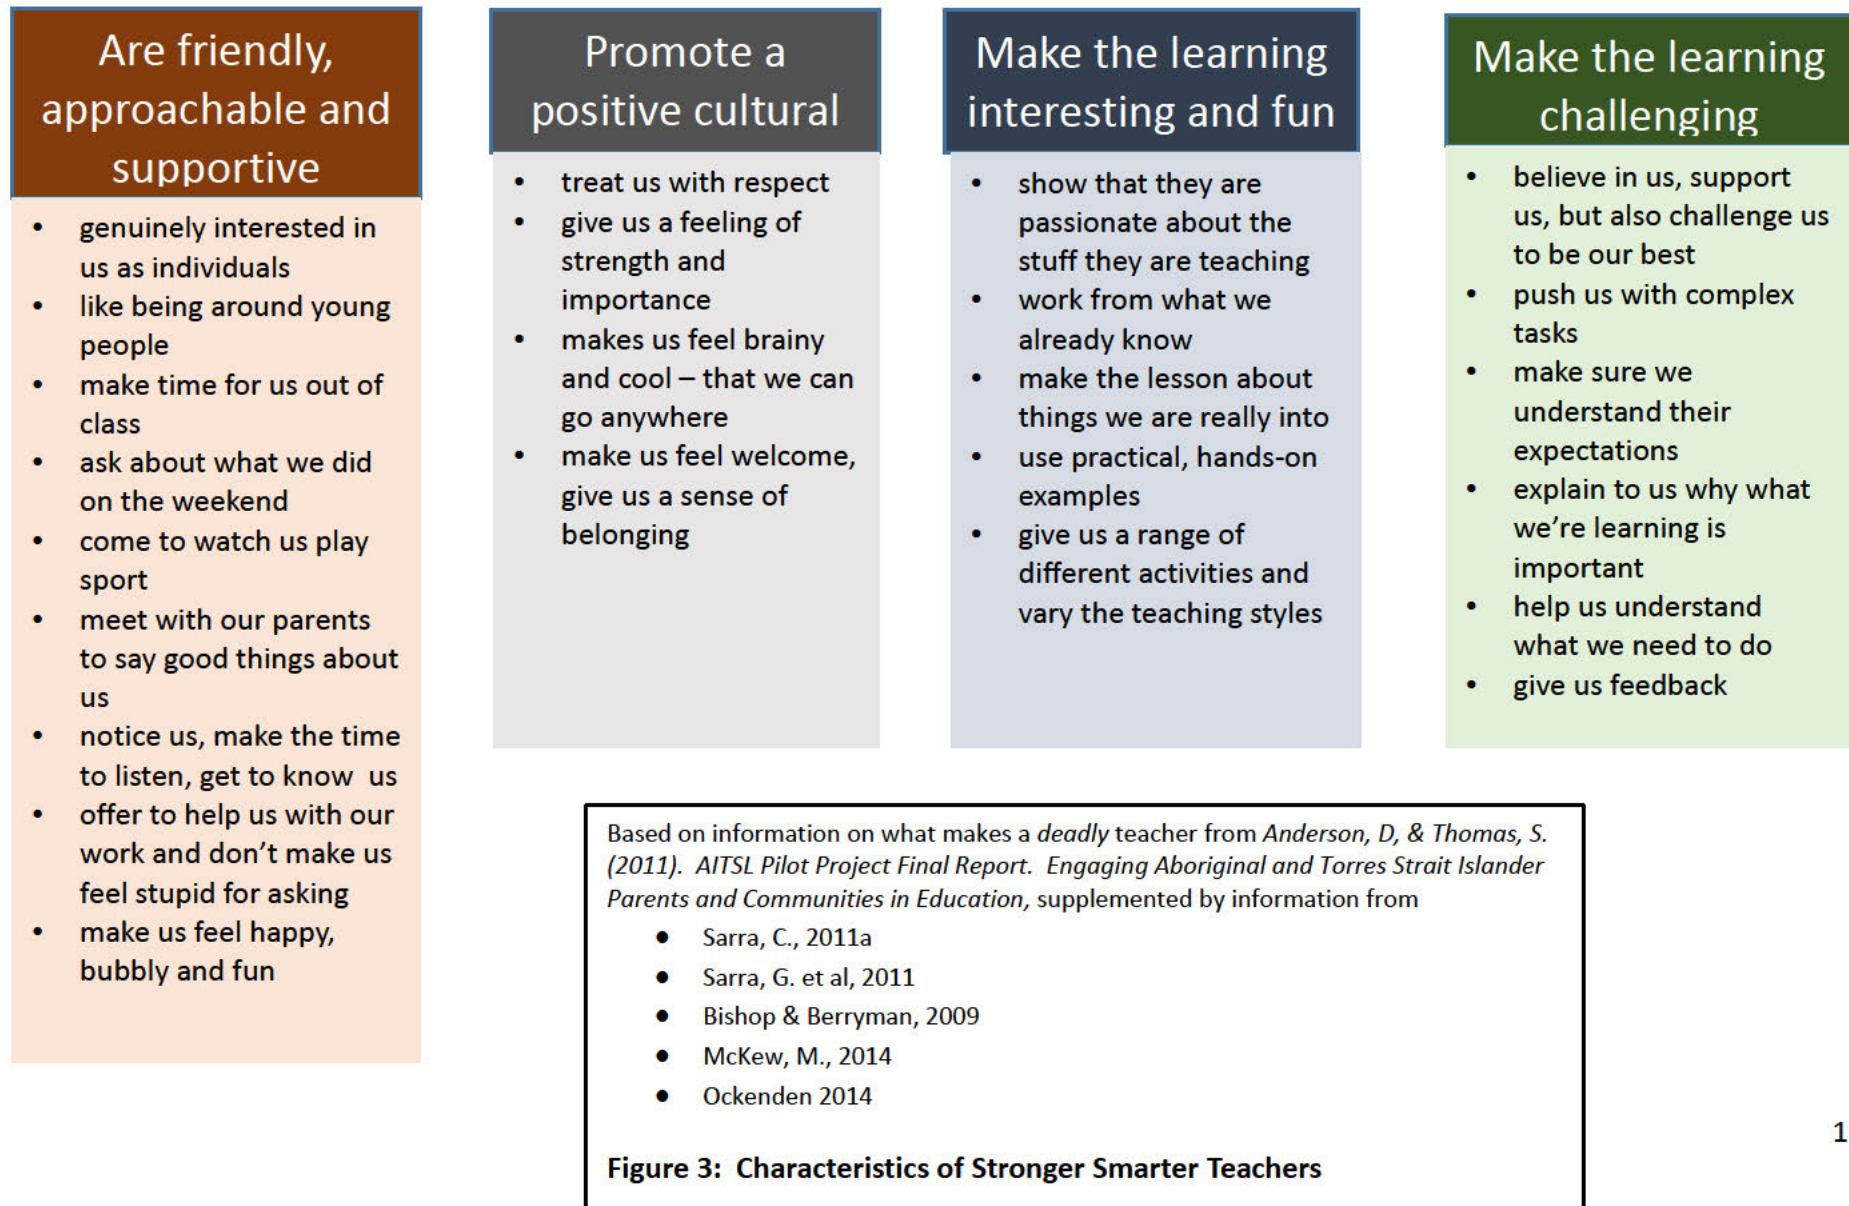 Are friendly,
approachable and
supportive
• genuinely interested in
us as individuals
• like being around young
people
• make time for us out of
class
• ask about what we did
on the weekend
• come to watch us play
sport
• meet with our parents
to say good things about
us
• notice us, make the time
to listen, get to know  us
• offer to help us with our
work and don’t make us
feel stupid for asking
• make us feel happy,
bubbly and fun
Promote a
positive cultural
• treat us with respect
• give us a feeling of
strength and
importance
• makes us feel brainy
and cool – that we can
go anywhere
• make us feel welcome,
give us a sense of
belonging
Make the learning
interesting and fun
• show that they are
passionate about the
stuff they are teaching
• work from what we
already know
• make the lesson about
things we are really into
• use practical, hands-on
examples
• give us a range of
different activities and
vary the teaching styles
Make the learning
challenging
• believe in us, support
us, but also challenge us
to be our best
• push us with complex
tasks
• make sure we
understand their
expectations
• explain to us why what
we’re learning is
important
• help us understand
what we need to do
• give us feedback
Based on information on what makes a deadly teacher from Anderson, D, & Thomas, S.
(2011).  AITSL Pilot Project Final Report.  Engaging Aboriginal and Torres Strait Islander
Parents and Communities in Education, supplemented by information from
● Sarra, C., 2011a
● Sarra, G. et al, 2011
● Bishop & Berryman, 2009
● McKew, M., 2014
● Ockenden 2014
Figure 3:  Characteristics of Stronger Smarter Teachers
1